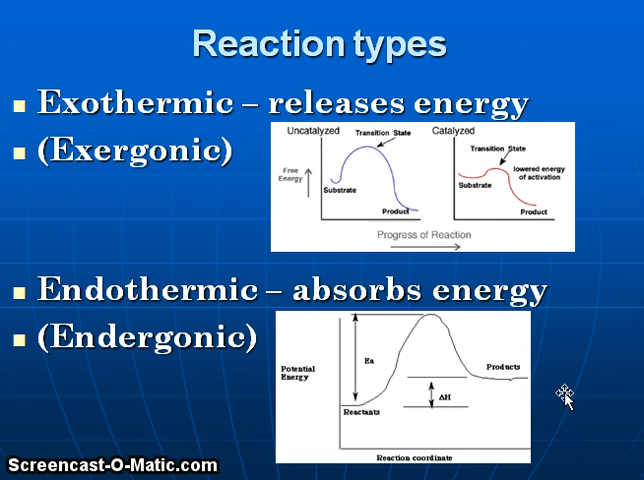 Reaction types
Exothermic – releases energy
(Exergonic)
Uncatalyzed
Transition State
Free
Energy
Substrate
Product
Catalyzed
Transition State
lowered energy
of activation
Substrate
Product
Progress of Reaction
Endothermic – absorbs energy
(Endergonic)
Potential
Energy
Ea
Products
ΔH
Reactants
Reaction coordinate
Screencast-O-Matic.com